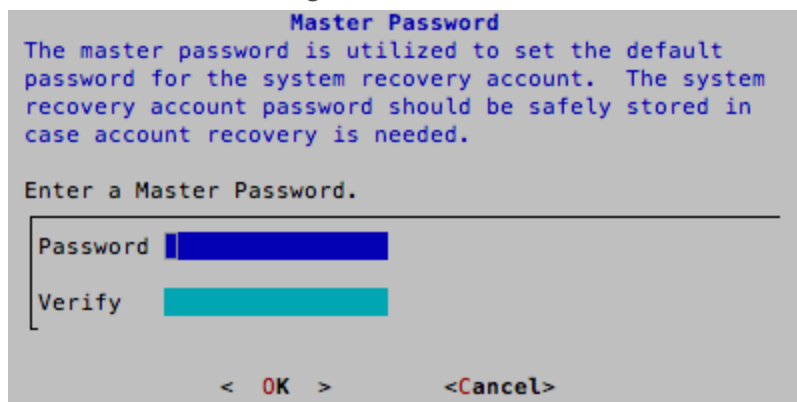 Master Password
The master password is utilized to set the default
password for the system recovery account.  The system
recovery account password should be safely stored in
case account recovery is needed.
Enter a Master Password.
Password
Verify
<  OK  >          <Cancel>